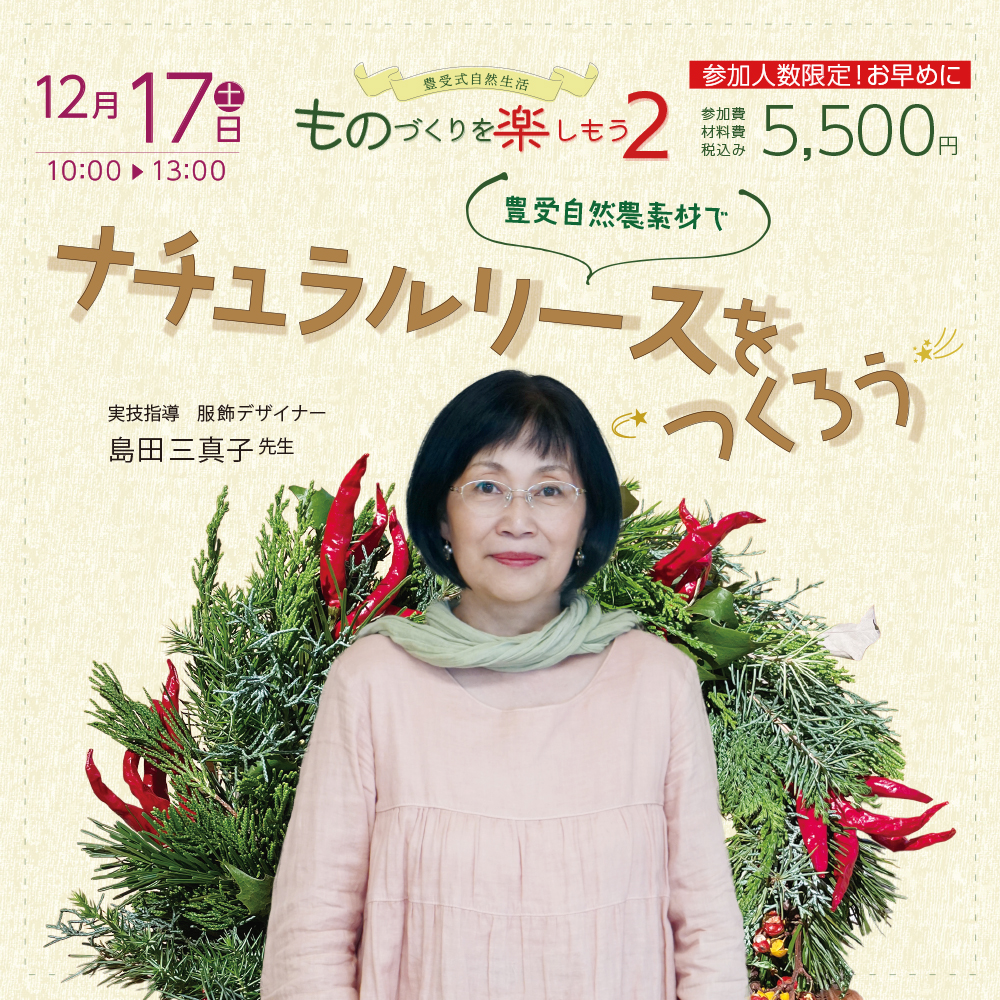 12月17日㊏
10:00▶13:00
豊受式自然生活
ものづくりを楽しもう2
参加人数限定！お早めに
参加費
材料費
税込み
5,500円
豊受自然農素材で
ナチュラルリースを
つくろう
実技指導　服飾デザイナー
島田三真子先生